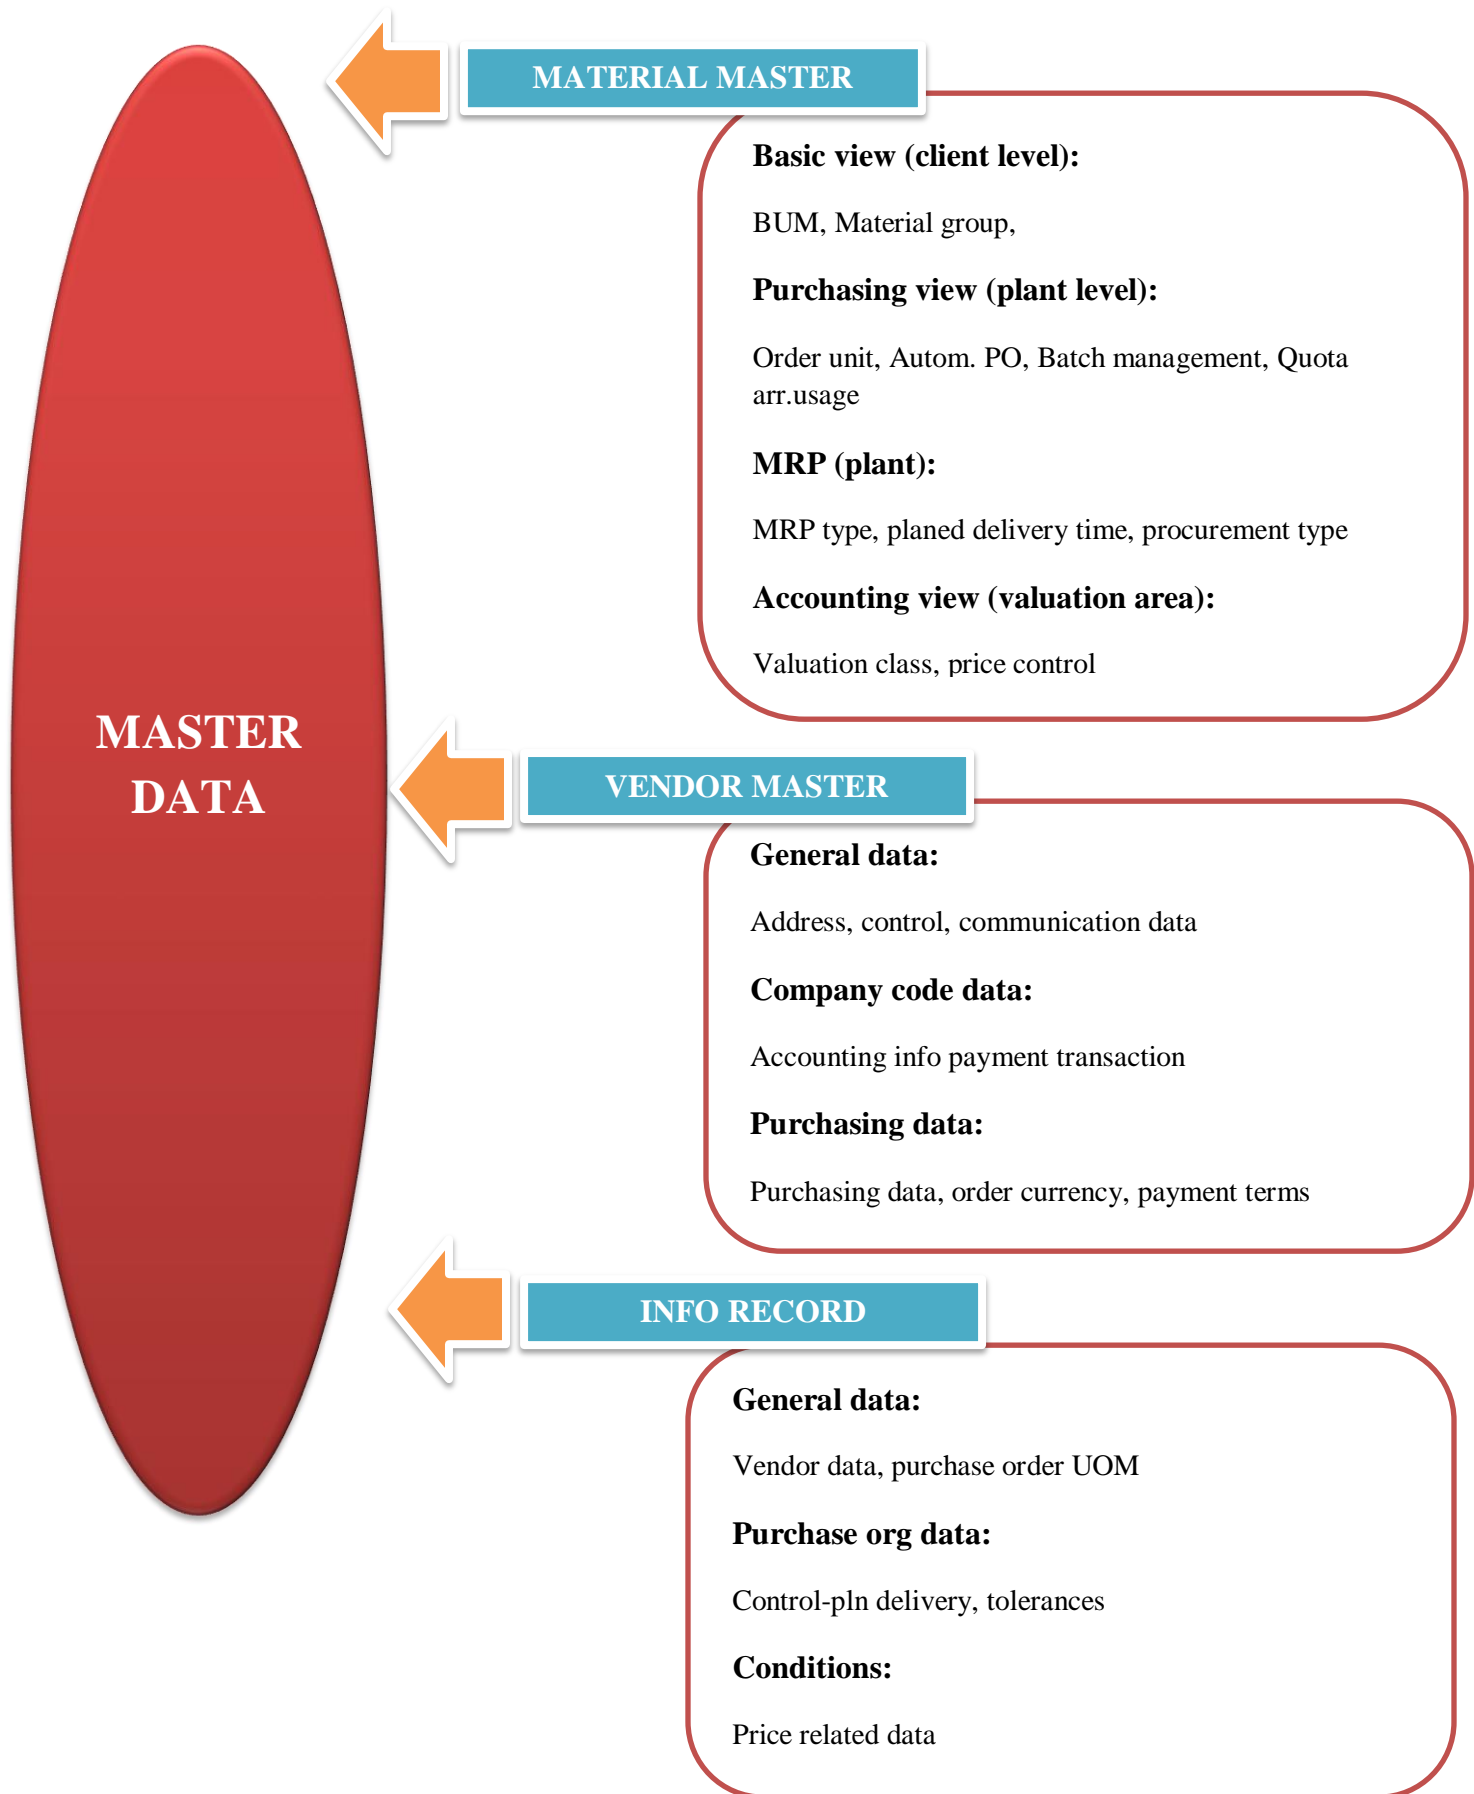 MATERIAL MASTER
Basic view (client level):
BUM, Material group,
Purchasing view (plant level):
Order unit, Autom. PO, Batch management, Quota
arr.usage
MRP (plant):
MRP type, planed delivery time, procurement type
Accounting view (valuation area):
Valuation class, price control
MASTER
DATA
VENDOR MASTER
General data:
Address, control, communication data
Company code data:
Accounting info payment transaction
Purchasing data:
Purchasing data, order currency, payment terms
INFO RECORD
General data:
Vendor data, purchase order UOM
Purchase org data:
Control-pln delivery, tolerances
Conditions:
Price related data